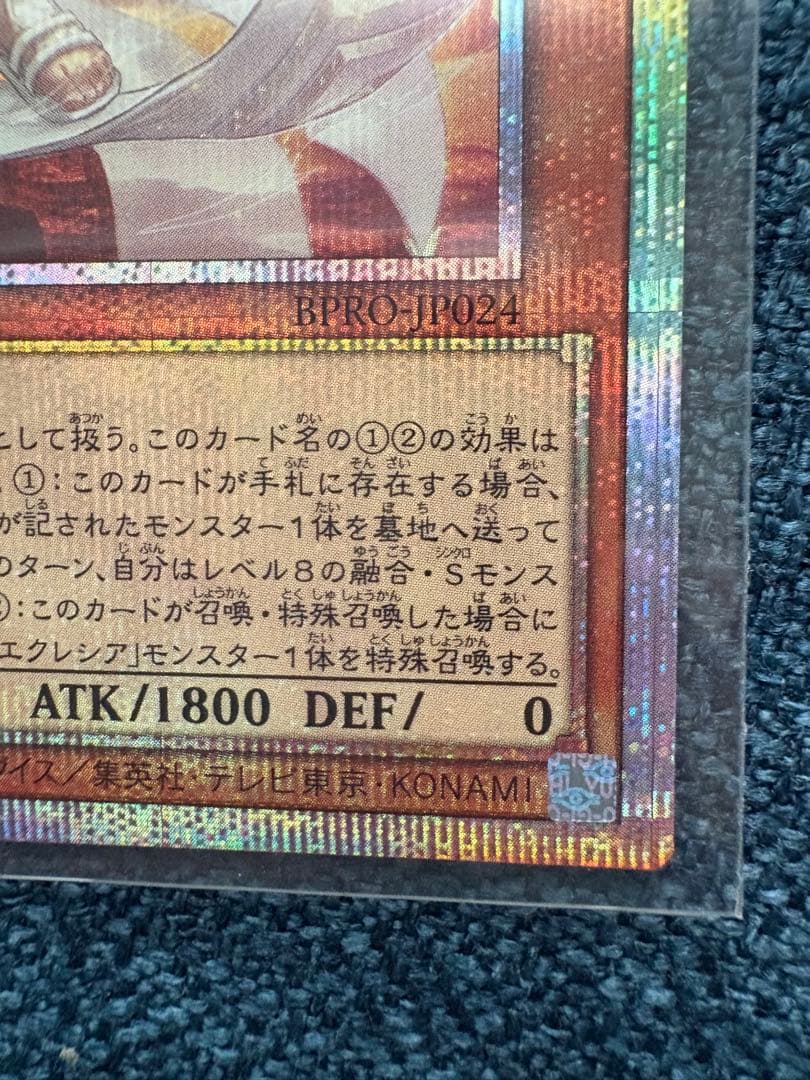 BPRO-JP024
として扱う。このカード名の①②の効果は
①:このカードが手札に存在する場合、
が記されたモンスター1体を墓地へ送って
のターン、自分はレベル8の融合・Sモンス
:このカードが召喚・特殊召喚した場合に
エクレシア」モンスター1体を特殊召喚する。
ATK/1800 DEF/ 0
イス/集英社・テレビ東京・KONAMI